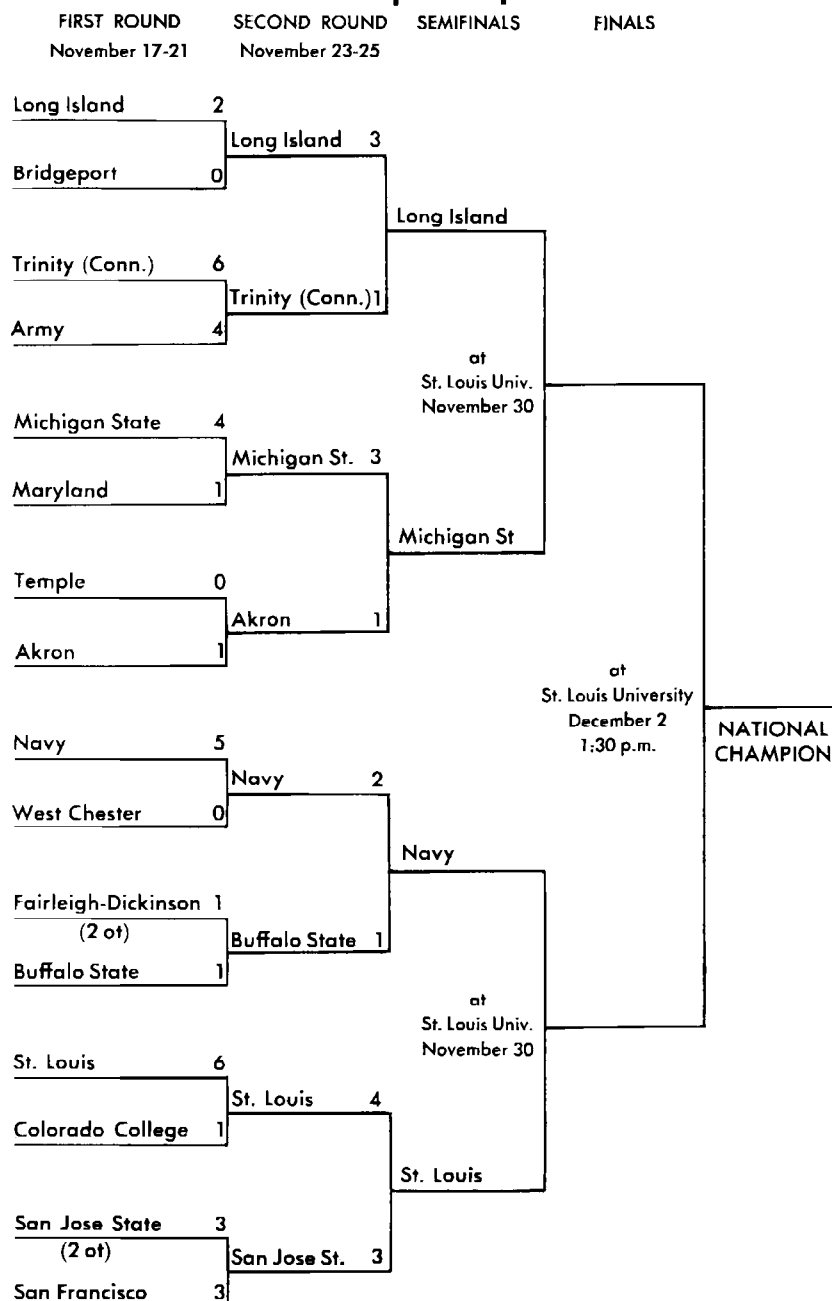 FIRST ROUND
November 17-21
SECOND ROUND
November 23-25
SEMIFINALS
FINALS
Long Island 2
Bridgeport 0
Trinity (Conn.) 6
Army 4
Michigan State 4
Maryland 1
Temple 0
Akron 1
Navy 5
West Chester 0
Fairleigh-Dickinson 1
(2 ot)
Buffalo State 1
St. Louis 6
Colorado College 1
San Jose State 3
(2 ot)
San Francisco 3
Long Island 3
Trinity (Conn.) 1
Michigan St. 3
Akron 1
Navy 2
Buffalo State 1
St. Louis 4
San Jose St. 3
Long Island
at
St. Louis Univ.
November 30
Michigan St
Navy
at
St. Louis Univ.
November 30
St. Louis
at
St. Louis University
December 2
1:30 p.m.
NATIONAL
CHAMPION